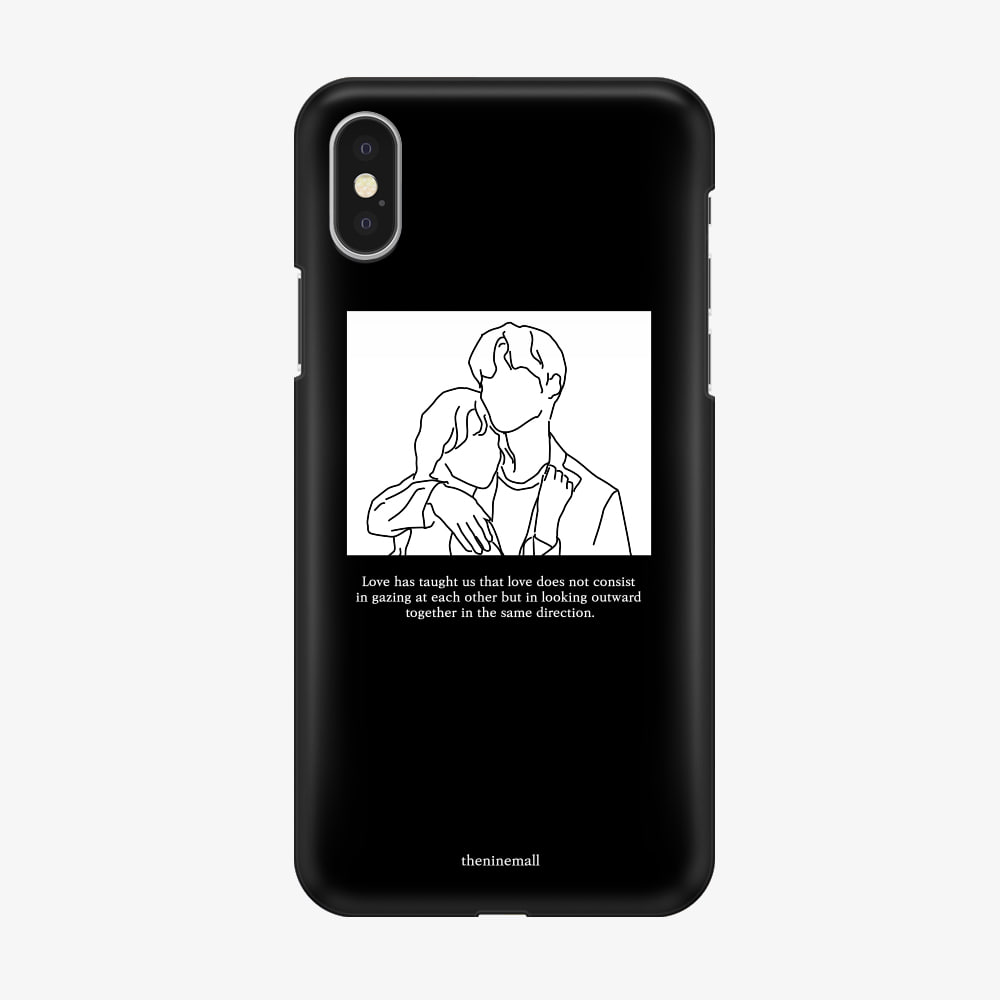 Love has taught us that love does not consist
in gazing at each other but in looking outward
together in the same direction.
theninemall